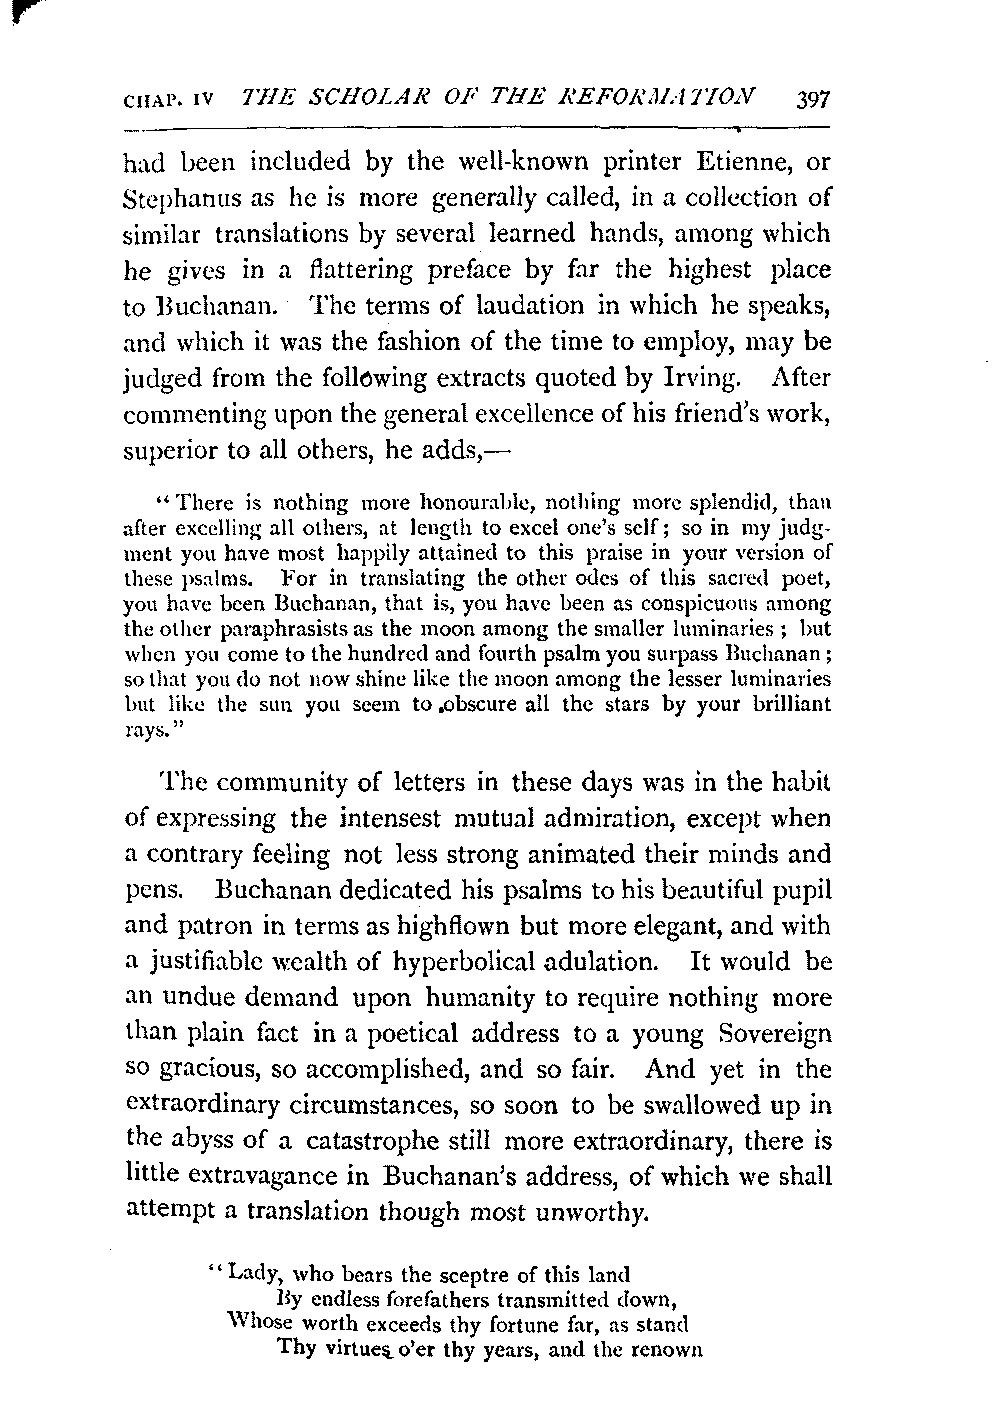 CHAP. IV THE SCHOLAR OF THE REFORMATION 397
had been included by the well-known printer Etienne, or
Stephanus as he is more generally called, in a collection of
similar translations by several learned hands, among which
he gives in a flattering preface by far the highest place
to Buchanan. The terms of laudation in which he speaks,
and which it was the fashion of the time to employ, may be
judged from the following extracts quoted by Irving. After
commenting upon the general excellence of his friend's work,
superior to all others, he adds,—
"There is nothing more honourable, nothing more splendid, than
after excelling all others, at length to excel one's self; so in my judg-
ment you have most happily attained to this praise in your version of
these psalms. For in translating the other odes of this sacred poet,
you have been Buchanan, that is, you have been as conspicuous among
the other paraphrasists as the moon among the smaller luminaries; but
when you come to the hundred and fourth psalm you surpass Buchanan;
so that you do not now shine like the moon among the lesser luminaries
but like the sun you seem to obscure all the stars by your brilliant
rays."
The community of letters in these days was in the habit
of expressing the intensest mutual admiration, except when
a contrary feeling not less strong animated their minds and
pens. Buchanan dedicated his psalms to his beautiful pupil
and patron in terms as highflown but more elegant, and with
a justifiable wealth of hyperbolical adulation. It would be
an undue demand upon humanity to require nothing more
than plain fact in a poetical address to a young Sovereign
so gracious, so accomplished, and so fair. And yet in the
extraordinary circumstances, so soon to be swallowed up in
the abyss of a catastrophe still more extraordinary, there is
little extravagance in Buchanan's address, of which we shall
attempt a translation though most unworthy.
"Lady, who bears the sceptre of this land
By endless forefathers transmitted down,
Whose worth exceeds thy fortune far, as stand
Thy virtues o'er thy years, and the renown